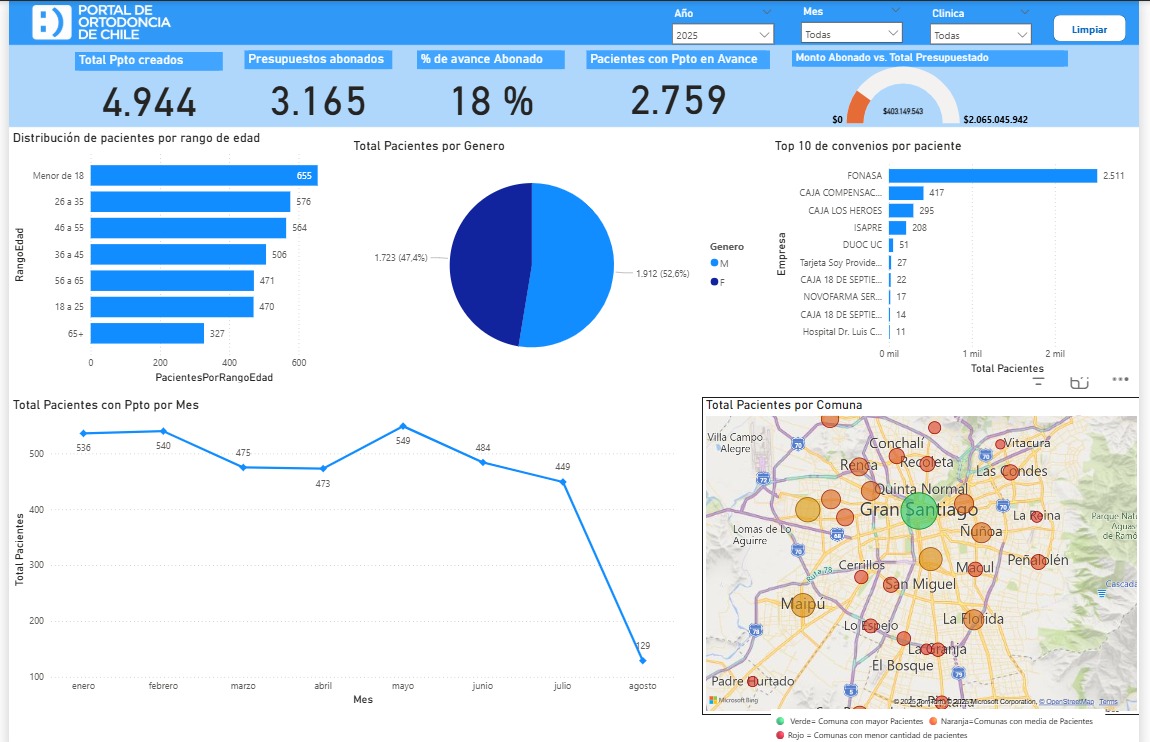 PORTAL DE
ORTODONCIA
DE CHILE
Año
2025
Mes
Todas
Clinica
Todas
Limpiar
Total Ppto creados
4.944
Presupuestos abonados
3.165
% de avance Abonado
18 %
Pacientes con Ppto en Avance
2.759
Monto Abonado vs. Total Presupuestado
$0
$403.149.543
$2.065.045.942
Distribución de pacientes por rango de edad
RangoEdad
Menor de 18
655
26 a 35
576
46 a 55
564
36 a 45
506
56 a 65
471
18 a 25
470
65+
327
0
200
400
600
PacientesPorRangoEdad
Total Pacientes por Genero
1.723 (47,4%)
1.912 (52,6%)
Genero
M
F
Top 10 de convenios por paciente
Empresa
FONASA
2.511
CAJA COMPENSAC...
417
CAJA LOS HEROES
295
ISAPRE
208
DUOC UC
51
Tarjeta Soy Provide...
27
CAJA 18 DE SEPTIE...
22
NOVOFARMA SER...
17
CAJA 18 DE SEPTIE...
14
Hospital Dr. Luis C...
11
0 mil
1 mil
2 mil
Total Pacientes
Total Pacientes con Ppto por Mes
Total Pacientes
500
400
300
200
100
536
540
475
473
549
484
449
129
enero
febrero
marzo
abril
mayo
junio
julio
agosto
Mes
Total Pacientes por Comuna
Villa Campo
Alegre
Conchalí
Vitacura
Renca
Recoleta
Las Condes
Quinta Normal
Gran Santiago
La Reina
Lomas de Lo
Aguirre
Ñuñoa
Cerrillos
Macul
Peñalolén
Ruta 78
San Miguel
Cascada
Maipú
Lo Espejo
La Florida
La Granja
El Bosque
Padre Hurtado
70
70
72
70
68
70
78
79
5
Microsoft Bing
© 2025 TomTom, © 2025 Microsoft Corporation, © OpenStreetMap Terms
Verde= Comuna con mayor Pacientes
Naranja=Comunas con media de Pacientes
Rojo = Comunas con menor cantidad de pacientes